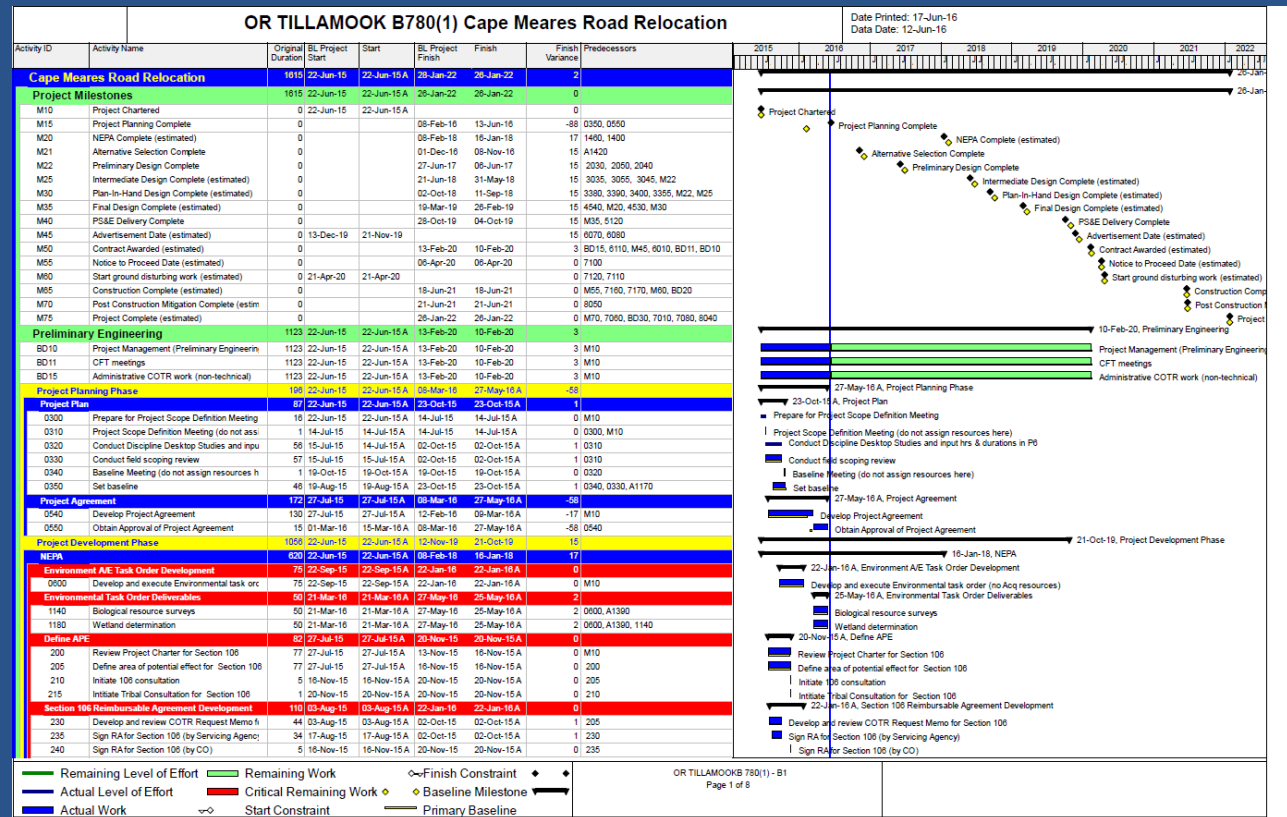 OR TILLAMOOK B780(1) Cape Meares Road Relocation
Date Printed: 17-Jun-16
Data Date: 12-Jun-16
Activity ID Activity Name Original Duration BL Project Start Start BL Project Finish Finish Finish Variance Predecessors 2015 2016 2017 2018 2019 2020 2021 2022
Cape Meares Road Relocation 1615 22-Jun-15 22-Jun-15 A 28-Jan-22 26-Jan-22 2 26-Jan-
Project Milestones 1615 22-Jun-15 22-Jun-15 A 26-Jan-22 26-Jan-22 0 26-Jan-
M10 Project Chartered 0 22-Jun-15 22-Jun-15 A 0 Project Chartered
M15 Project Planning Complete 0 08-Feb-16 13-Jun-16 -88 0350, 0550 Project Planning Complete
M20 NEPA Complete (estimated) 0 08-Feb-18 16-Jan-18 17 1460, 1400 NEPA Complete (estimated)
M21 Alternative Selection Complete 0 01-Dec-16 08-Nov-16 15 A1420 Alternative Selection Complete
M22 Preliminary Design Complete 0 27-Jun-17 06-Jun-17 15 2030, 2050, 2040 Preliminary Design Complete
M25 Intermediate Design Complete (estimated) 0 21-Jun-18 31-May-18 15 3035, 3055, 3045, M22 Intermediate Design Complete (estimated)
M30 Plan-In-Hand Design Complete (estimated) 0 02-Oct-18 11-Sep-18 15 3380, 3390, 3400, 3355, M22, M25 Plan-In-Hand Design Complete (estimated)
M35 Final Design Complete (estimated) 0 19-Mar-19 26-Feb-19 15 4540, M20, 4530, M30 Final Design Complete (estimated)
M40 PS&E Delivery Complete 0 28-Oct-19 04-Oct-19 15 M35, 5120 PS&E Delivery Complete
M45 Advertisement Date (estimated) 0 13-Dec-19 21-Nov-19 15 6070, 6080 Advertisement Date (estimated)
M50 Contract Awarded (estimated) 0 13-Feb-20 10-Feb-20 3 BD15, 6110, M45, 6010, BD11, BD10 Contract Awarded (estimated)
M55 Notice to Proceed Date (estimated) 0 06-Apr-20 06-Apr-20 0 7100 Notice to Proceed Date (estimated)
M60 Start ground disturbing work (estimated) 0 21-Apr-20 21-Apr-20 0 7120, 7110 Start ground disturbing work (estimated)
M65 Construction Complete (estimated) 0 18-Jun-21 18-Jun-21 0 M55, 7160, 7170, M60, BD20 Construction Comp
M70 Post Construction Mitigation Complete (estim 0 21-Jun-21 21-Jun-21 0 8050 Post Construction
M75 Project Complete (estimated) 0 26-Jan-22 26-Jan-22 0 M70, 7060, BD30, 7010, 7080, 8040 Project
Preliminary Engineering 1123 22-Jun-15 22-Jun-15 A 13-Feb-20 10-Feb-20 3 10-Feb-20, Preliminary Engineering
BD10 Project Management (Preliminary Engineerin 1123 22-Jun-15 22-Jun-15 A 13-Feb-20 10-Feb-20 3 M10 Project Management (Preliminary Engineering
BD11 CFT meetings 1123 22-Jun-15 22-Jun-15 A 13-Feb-20 10-Feb-20 3 M10 CFT meetings
BD15 Administrative COTR work (non-technical) 1123 22-Jun-15 22-Jun-15 A 13-Feb-20 10-Feb-20 3 M10 Administrative COTR work (non-technical)
Project Planning Phase 196 22-Jun-15 22-Jun-15 A 08-Mar-16 27-May-16 A -58 27-May-16 A, Project Planning Phase
Project Plan 87 22-Jun-15 22-Jun-15 A 23-Oct-15 23-Oct-15 A 1 23-Oct-15 A, Project Plan
0300 Prepare for Project Scope Definition Meeting 16 22-Jun-15 22-Jun-15 A 14-Jul-15 14-Jul-15 A 0 M10 Prepare for Project Scope Definition Meeting
0310 Project Scope Definition Meeting (do not assi 1 14-Jul-15 14-Jul-15 A 14-Jul-15 14-Jul-15 A 0 0300, M10 Project Scope Definition Meeting (do not assign resources here)
0320 Conduct Discipline Desktop Studies and inpu 56 15-Jul-15 15-Jul-15 A 02-Oct-15 02-Oct-15 A 1 0310 Conduct Discipline Desktop Studies and input hrs & durations in P6
0330 Conduct field scoping review 57 15-Jul-15 15-Jul-15 A 02-Oct-15 02-Oct-15 A 1 0310 Conduct field scoping review
0340 Baseline Meeting (do not assign resources h 1 19-Oct-15 19-Oct-15 A 19-Oct-15 19-Oct-15 A 0 0320 Baseline Meeting (do not assign resources here)
0350 Set baseline 46 19-Aug-15 19-Aug-15 A 23-Oct-15 23-Oct-15 A 1 0340, 0330, A1170 Set baseline
Project Agreement 172 27-Jul-15 27-Jul-15 A 08-Mar-16 27-May-16 A -58 27-May-16 A, Project Agreement
0540 Develop Project Agreement 130 27-Jul-15 27-Jul-15 A 12-Feb-16 09-Mar-16 A -17 M10 Develop Project Agreement
0550 Obtain Approval of Project Agreement 15 01-Mar-16 15-Mar-16 A 08-Mar-16 27-May-16 A -58 0540 Obtain Approval of Project Agreement
Project Development Phase 1056 22-Jun-15 22-Jun-15 A 12-Nov-19 21-Oct-19 15 21-Oct-19, Project Development Phase
NEPA 620 22-Jun-15 22-Jun-15 A 08-Feb-18 16-Jan-18 17 16-Jan-18, NEPA
Environment A/E Task Order Development 75 22-Sep-15 22-Sep-15 A 22-Jan-16 22-Jan-16 A 0 22-Jan-16 A, Environment A/E Task Order Development
0600 Develop and execute Environmental task orc 75 22-Sep-15 22-Sep-15 A 22-Jan-16 22-Jan-16 A 0 M10 Develop and execute Environmental task order (no Acq resources)
Environmental Task Order Deliverables 50 21-Mar-16 21-Mar-16 A 27-May-16 25-May-16 A 2 25-May-16 A, Environmental Task Order Deliverables
1140 Biological resource surveys 50 21-Mar-16 21-Mar-16 A 27-May-16 25-May-16 A 2 0600, A1390 Biological resource surveys
1180 Wetland determination 50 21-Mar-16 21-Mar-16 A 27-May-16 25-May-16 A 2 0600, A1390, 1140 Wetland determination
Define APE 82 27-Jul-15 27-Jul-15 A 20-Nov-15 20-Nov-15 A 0 20-Nov-15 A, Define APE
200 Review Project Charter for Section 106 77 27-Jul-15 27-Jul-15 A 13-Nov-15 16-Nov-15 A 0 M10 Review Project Charter for Section 106
205 Define area of potential effect for Section 106 77 27-Jul-15 27-Jul-15 A 16-Nov-15 16-Nov-15 A 0 200 Define area of potential effect for Section 106
210 Initiate 106 consultation 5 16-Nov-15 16-Nov-15 A 20-Nov-15 20-Nov-15 A 0 205 Initiate 106 consultation
215 Intitiate Tribal Consultation for Section 106 1 20-Nov-15 20-Nov-15 A 20-Nov-15 20-Nov-15 A 0 210 Intitiate Tribal Consultation for Section 106
Section 106 Reimbursable Agreement Development 110 03-Aug-15 03-Aug-15 A 22-Jan-16 22-Jan-16 A 0 22-Jan-16 A, Section 106 Reimbursable Agreement Development
230 Develop and review COTR Request Memo fo 44 03-Aug-15 03-Aug-15 A 02-Oct-15 02-Oct-15 A 1 205 Develop and review COTR Request Memo for Section 106
235 Sign RA for Section 106 (by Servicing Agency 34 17-Aug-15 17-Aug-15 A 02-Oct-15 02-Oct-15 A 1 230 Sign RA for Section 106 (by Servicing Agency)
240 Sign RA for Section 106 (by CO) 5 16-Nov-15 16-Nov-15 A 20-Nov-15 20-Nov-15 A 0 235 Sign RA for Section 106 (by CO)
Remaining Level of Effort Remaining Work Finish Constraint
Actual Level of Effort Critical Remaining Work Baseline Milestone
Actual Work Start Constraint Primary Baseline
OR TILLAMOOKB 780(1) - B1
Page 1 of 8